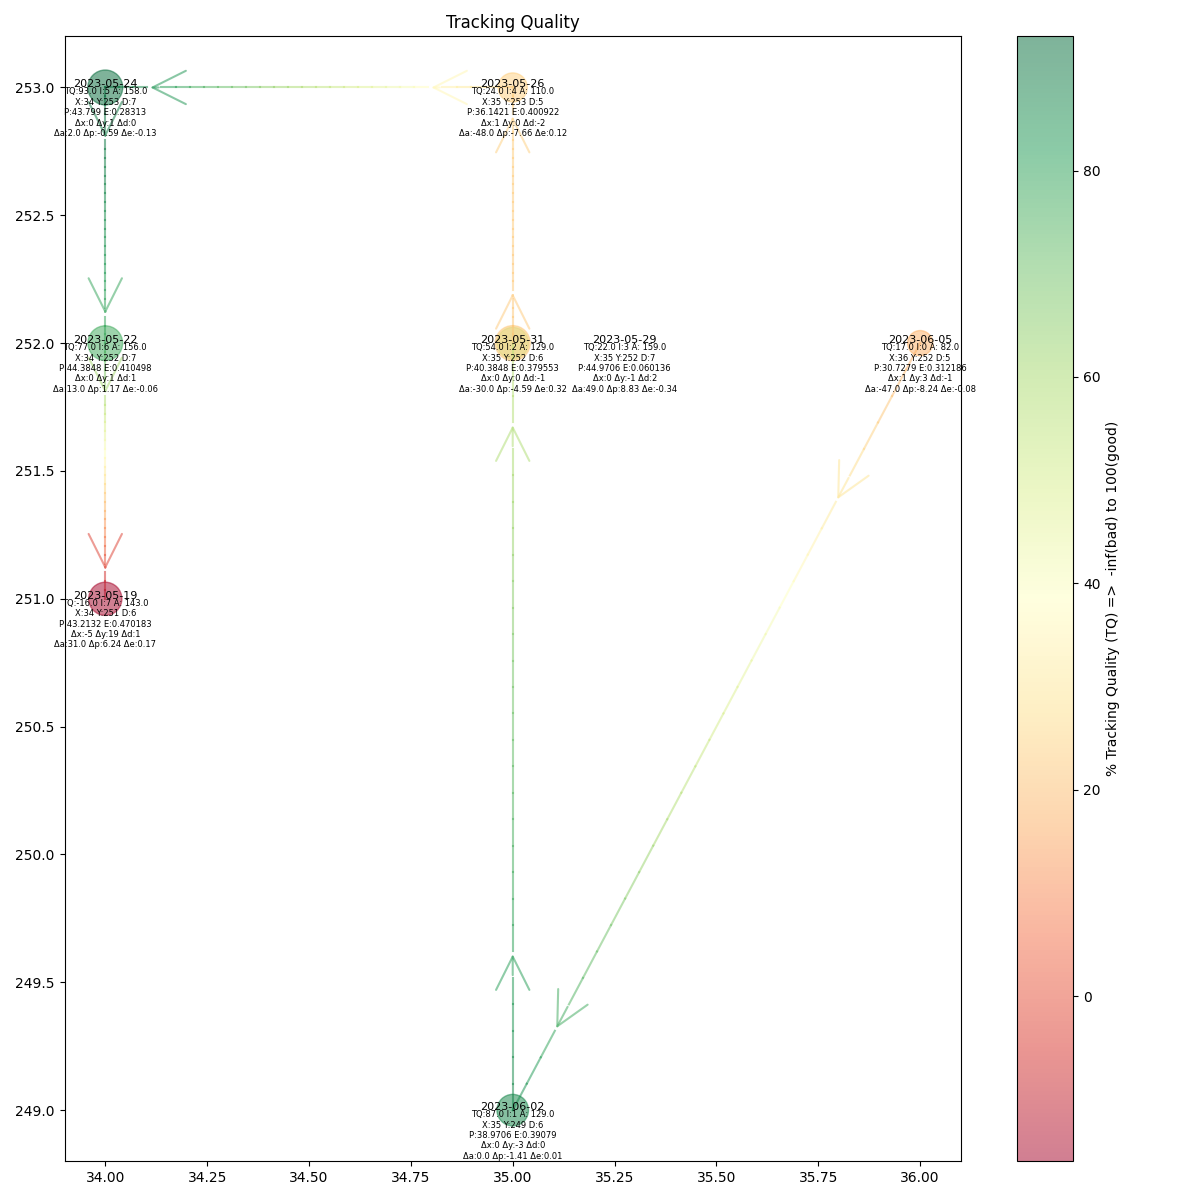 Tracking Quality
253.0
252.5
252.0
251.5
251.0
250.5
250.0
249.5
249.0
2023-05-24
TQ:93.0 I:5 A: 158.0
X:34 Y:253 D:7
P:43.799 E:0.28313
Δx:0 Δy:1 Δd:0
Δa:2.0 Δp:-0.59 Δe:-0.13
2023-05-26
TQ:24.0 I:4 A: 110.0
X:35 Y:253 D:5
P:36.1421 E:0.400922
Δx:1 Δy:0 Δd:-2
Δa:-48.0 Δp:-7.66 Δe:0.12
2023-05-22
TQ:77.0 I:6 A: 156.0
X:34 Y:252 D:7
P:44.3848 E:0.410498
Δx:0 Δy:1 Δd:1
Δa:13.0 Δp:1.17 Δe:-0.06
2023-05-31
TQ:54.0 I:2 A: 129.0
X:35 Y:252 D:6
P:40.3848 E:0.379553
Δx:0 Δy:0 Δd:-1
Δa:-30.0 Δp:-4.59 Δe:0.32
2023-05-29
TQ:22.0 I:3 A: 159.0
X:35 Y:252 D:7
P:44.9706 E:0.060136
Δx:0 Δy:-1 Δd:2
Δa:49.0 Δp:8.83 Δe:-0.34
2023-06-05
TQ:17.0 I:0 A: 82.0
X:36 Y:252 D:5
P:30.7279 E:0.312186
Δx:1 Δy:3 Δd:-1
Δa:-47.0 Δp:-8.24 Δe:-0.08
2023-05-19
TQ:-16.0 I:7 A: 143.0
X:34 Y:251 D:6
P:43.2132 E:0.470183
Δx:-5 Δy:19 Δd:1
Δa:31.0 Δp:6.24 Δe:0.17
2023-06-02
TQ:87.0 I:1 A: 129.0
X:35 Y:249 D:6
P:38.9706 E:0.39079
Δx:0 Δy:-3 Δd:0
Δa:0.0 Δp:-1.41 Δe:0.01
34.00 34.25 34.50 34.75 35.00 35.25 35.50 35.75 36.00
80
60
40
20
0
% Tracking Quality (TQ) => -inf(bad) to 100(good)